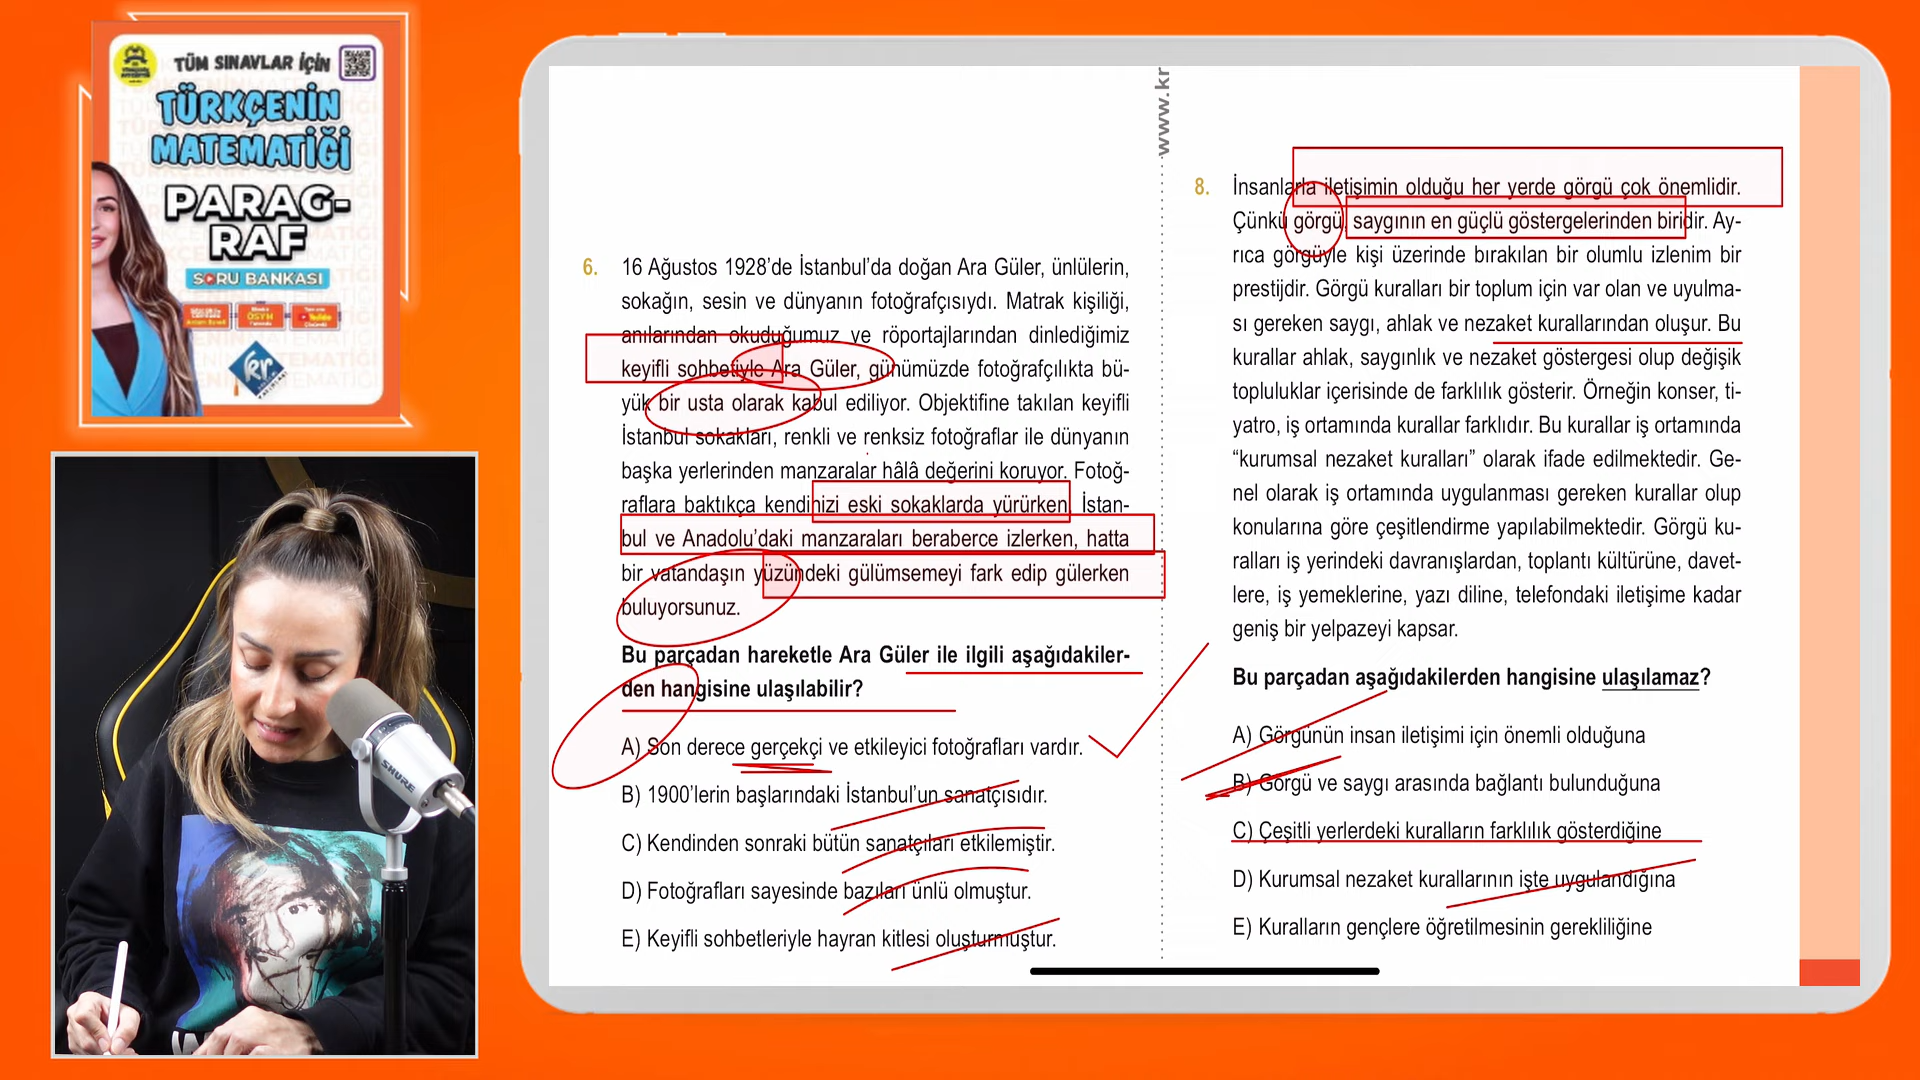 TÜM SINAVLAR İÇİN
TÜRKÇENİN
MATEMATİĞİ
PARAG-
RAF
SORU BANKASI
kr
SHURE
www.kr
6. 16 Ağustos 1928’de İstanbul’da doğan Ara Güler, ünlülerin,
sokağın, sesin ve dünyanın fotoğrafçısıydı. Matrak kişiliği,
anılarından okuduğumuz ve röportajlarından dinlediğimiz
keyifli sohbetiyle Ara Güler, günümüzde fotoğrafçılıkta bü-
yük bir usta olarak kabul ediliyor. Objektifine takılan keyifli
İstanbul sokakları, renkli ve renksiz fotoğraflar ile dünyanın
başka yerlerinden manzaralar hâlâ değerini koruyor. Fotoğ-
raflara baktıkça kendinizi eski sokaklarda yürürken, İstan-
bul ve Anadolu’daki manzaraları beraberce izlerken, hatta
bir vatandaşın yüzündeki gülümsemeyi fark edip gülerken
buluyorsunuz.
Bu parçadan hareketle Ara Güler ile ilgili aşağıdakiler-
den hangisine ulaşılabilir?
A) Son derece gerçekçi ve etkileyici fotoğrafları vardır.
B) 1900’lerin başlarındaki İstanbul’un sanatçısıdır.
C) Kendinden sonraki bütün sanatçıları etkilemiştir.
D) Fotoğrafları sayesinde bazıları ünlü olmuştur.
E) Keyifli sohbetleriyle hayran kitlesi oluşturmuştur.
8. İnsanlarla iletişimin olduğu her yerde görgü çok önemlidir.
Çünkü görgü, saygının en güçlü göstergelerinden biridir. Ay-
rıca görgüyle kişi üzerinde bırakılan bir olumlu izlenim bir
prestijdir. Görgü kuralları bir toplum için var olan ve uyulma-
sı gereken saygı, ahlak ve nezaket kurallarından oluşur. Bu
kurallar ahlak, saygınlık ve nezaket göstergesi olup değişik
topluluklar içerisinde de farklılık gösterir. Örneğin konser, ti-
yatro, iş ortamında kurallar farklıdır. Bu kurallar iş ortamında
“kurumsal nezaket kuralları” olarak ifade edilmektedir. Ge-
nel olarak iş ortamında uygulanması gereken kurallar olup
konularına göre çeşitlendirme yapılabilmektedir. Görgü ku-
ralları iş yerindeki davranışlardan, toplantı kültürüne, davet-
lere, iş yemeklerine, yazı diline, telefondaki iletişime kadar
geniş bir yelpazeyi kapsar.
Bu parçadan aşağıdakilerden hangisine ulaşılamaz?
A) Görgünün insan iletişimi için önemli olduğuna
B) Görgü ve saygı arasında bağlantı bulunduğuna
C) Çeşitli yerlerdeki kuralların farklılık gösterdiğine
D) Kurumsal nezaket kurallarının işte uygulandığına
E) Kuralların gençlere öğretilmesinin gerekliliğine